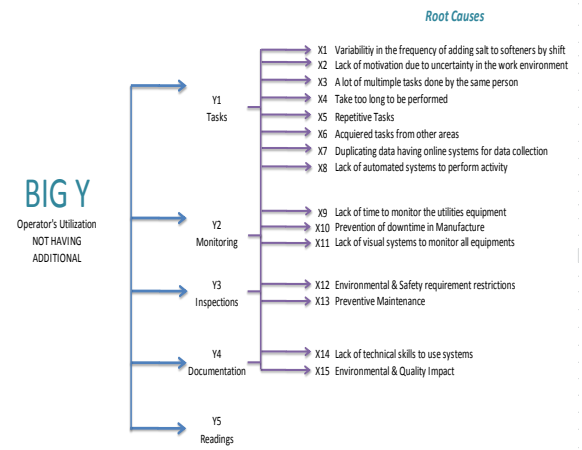 Root Causes
X1 Variabilitiy in the frequency of adding salt to softeners by shift
X2 Lack of motivation due to uncertainty in the work environment
X3 A lot of multimple tasks done by the same person
X4 Take too long to be performed
X5 Repetitive Tasks
X6 Acquiered tasks from other areas
X7 Duplicating data having online systems for data collection
X8 Lack of automated systems to perform activity
Y1
Tasks
BIG Y
Operator's Utilization
NOT HAVING
ADDITIONAL
X9 Lack of time to monitor the utilities equipment
X10 Prevention of downtime in Manufacture
X11 Lack of visual systems to monitor all equipments
Y2
Monitoring
X12 Environmental & Safety requirement restrictions
X13 Preventive Maintenance
Y3
Inspections
X14 Lack of technical skills to use systems
X15 Environmental & Quality Impact
Y4
Documentation
Y5
Readings